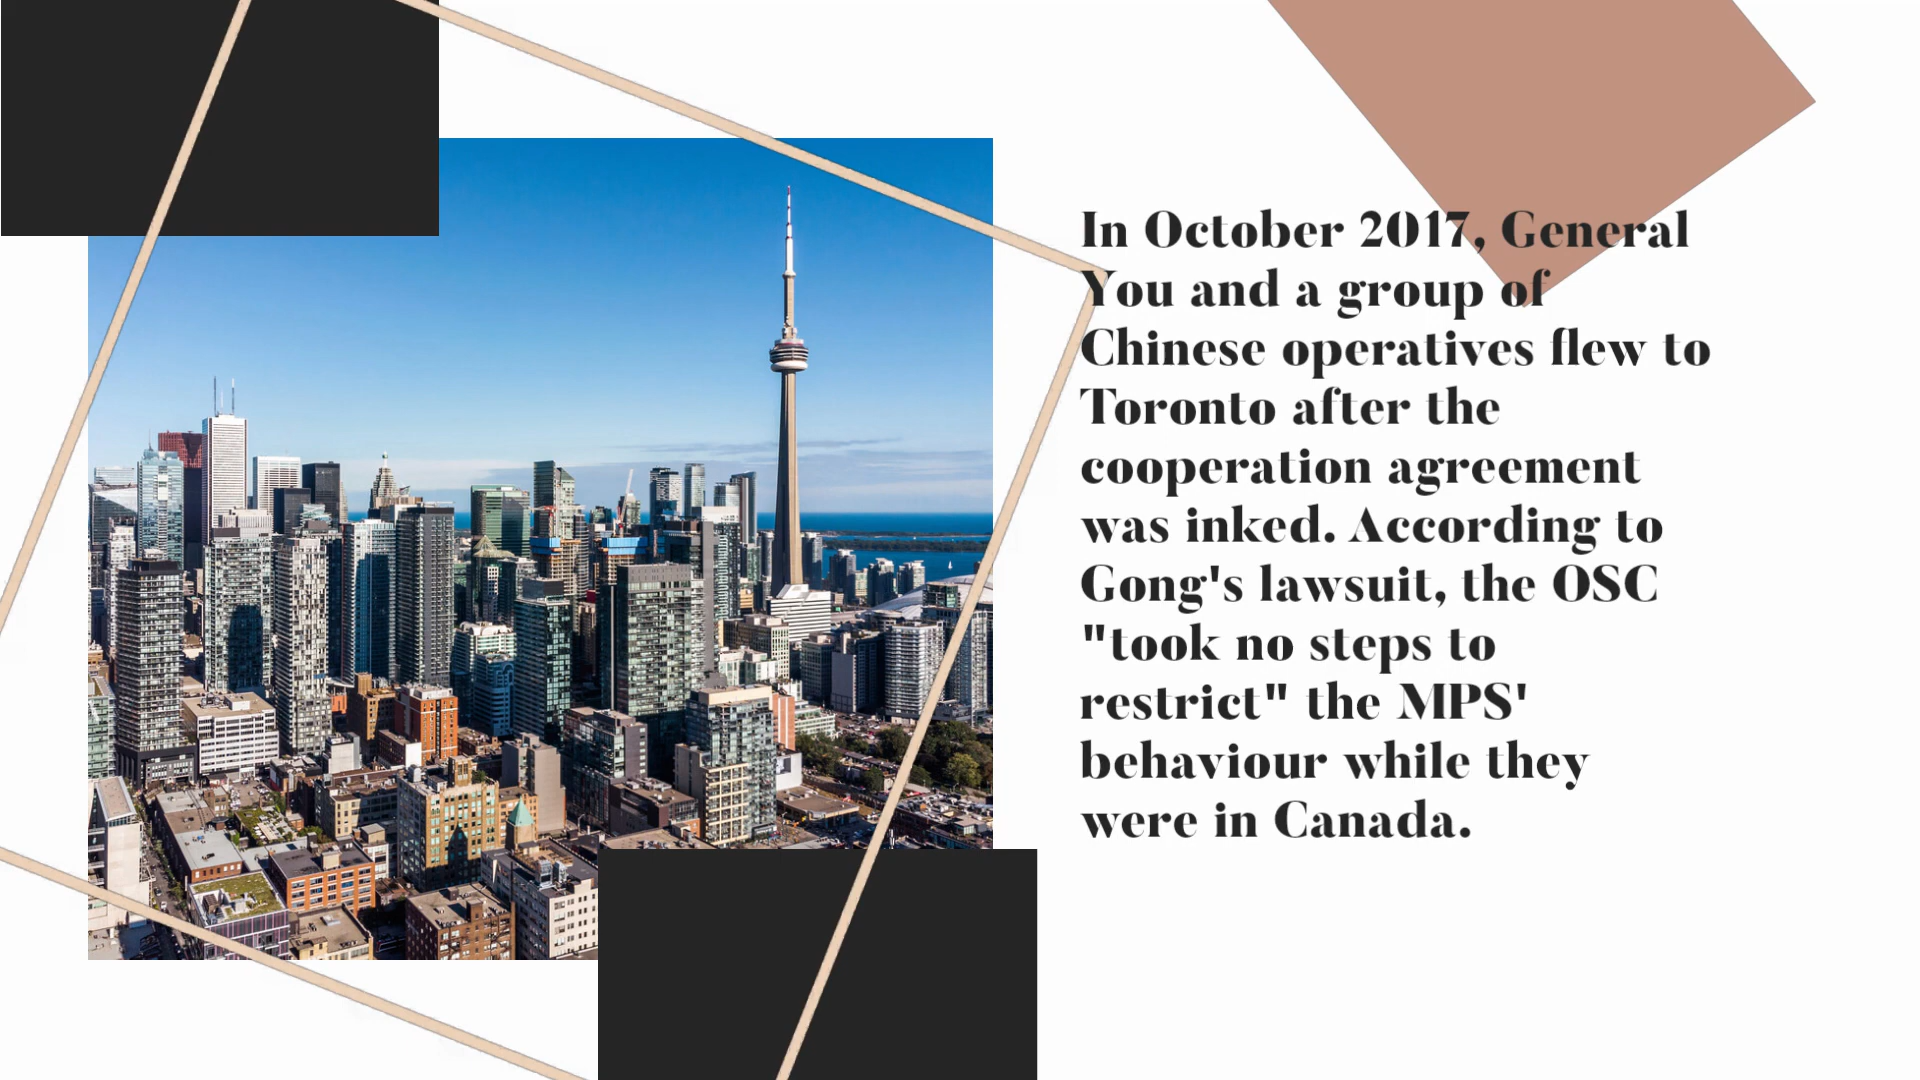 In October 2017, General
You and a group of
Chinese operatives flew to
Toronto after the
cooperation agreement
was inked. According to
Gong's lawsuit, the OSC
"took no steps to
restrict" the MPS'
behaviour while they
were in Canada.